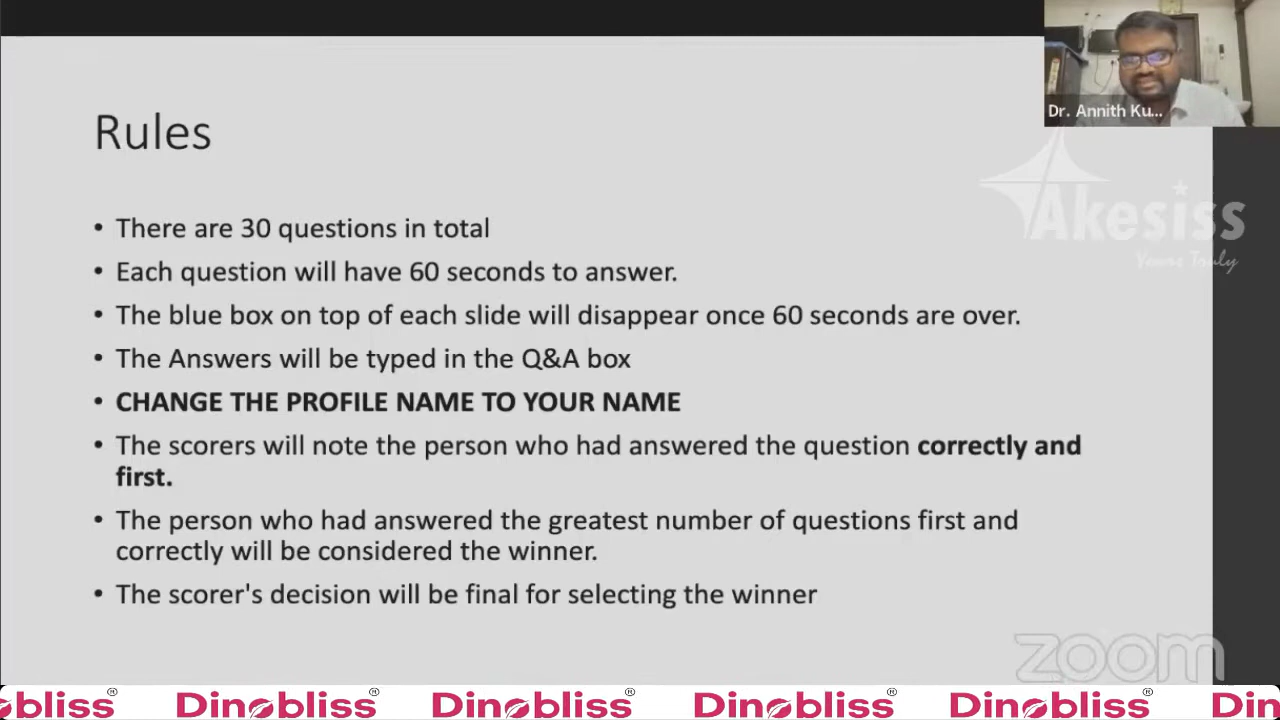 Dr. Annith Ku...
Rules
Akesiss
Yours Truly
• There are 30 questions in total
• Each question will have 60 seconds to answer.
• The blue box on top of each slide will disappear once 60 seconds are over.
• The Answers will be typed in the Q&A box
• CHANGE THE PROFILE NAME TO YOUR NAME
• The scorers will note the person who had answered the question correctly and
first.
• The person who had answered the greatest number of questions first and
correctly will be considered the winner.
• The scorer's decision will be final for selecting the winner
zoom
obliss® Dinobliss® Dinobliss® Dinobliss® Dinobliss® Din